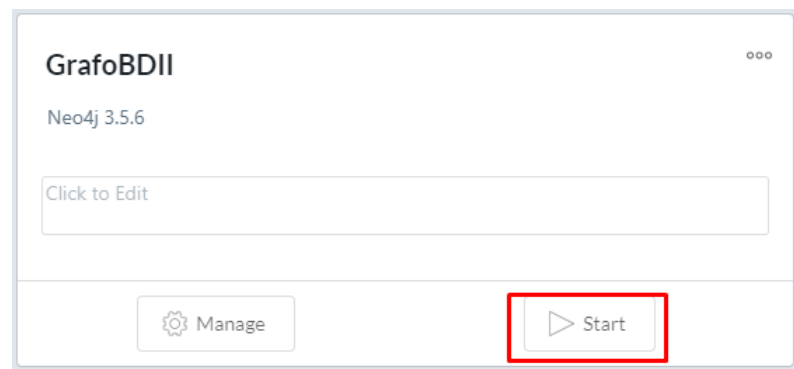 GrafoBDII
Neo4j 3.5.6
Click to Edit
Manage
Start